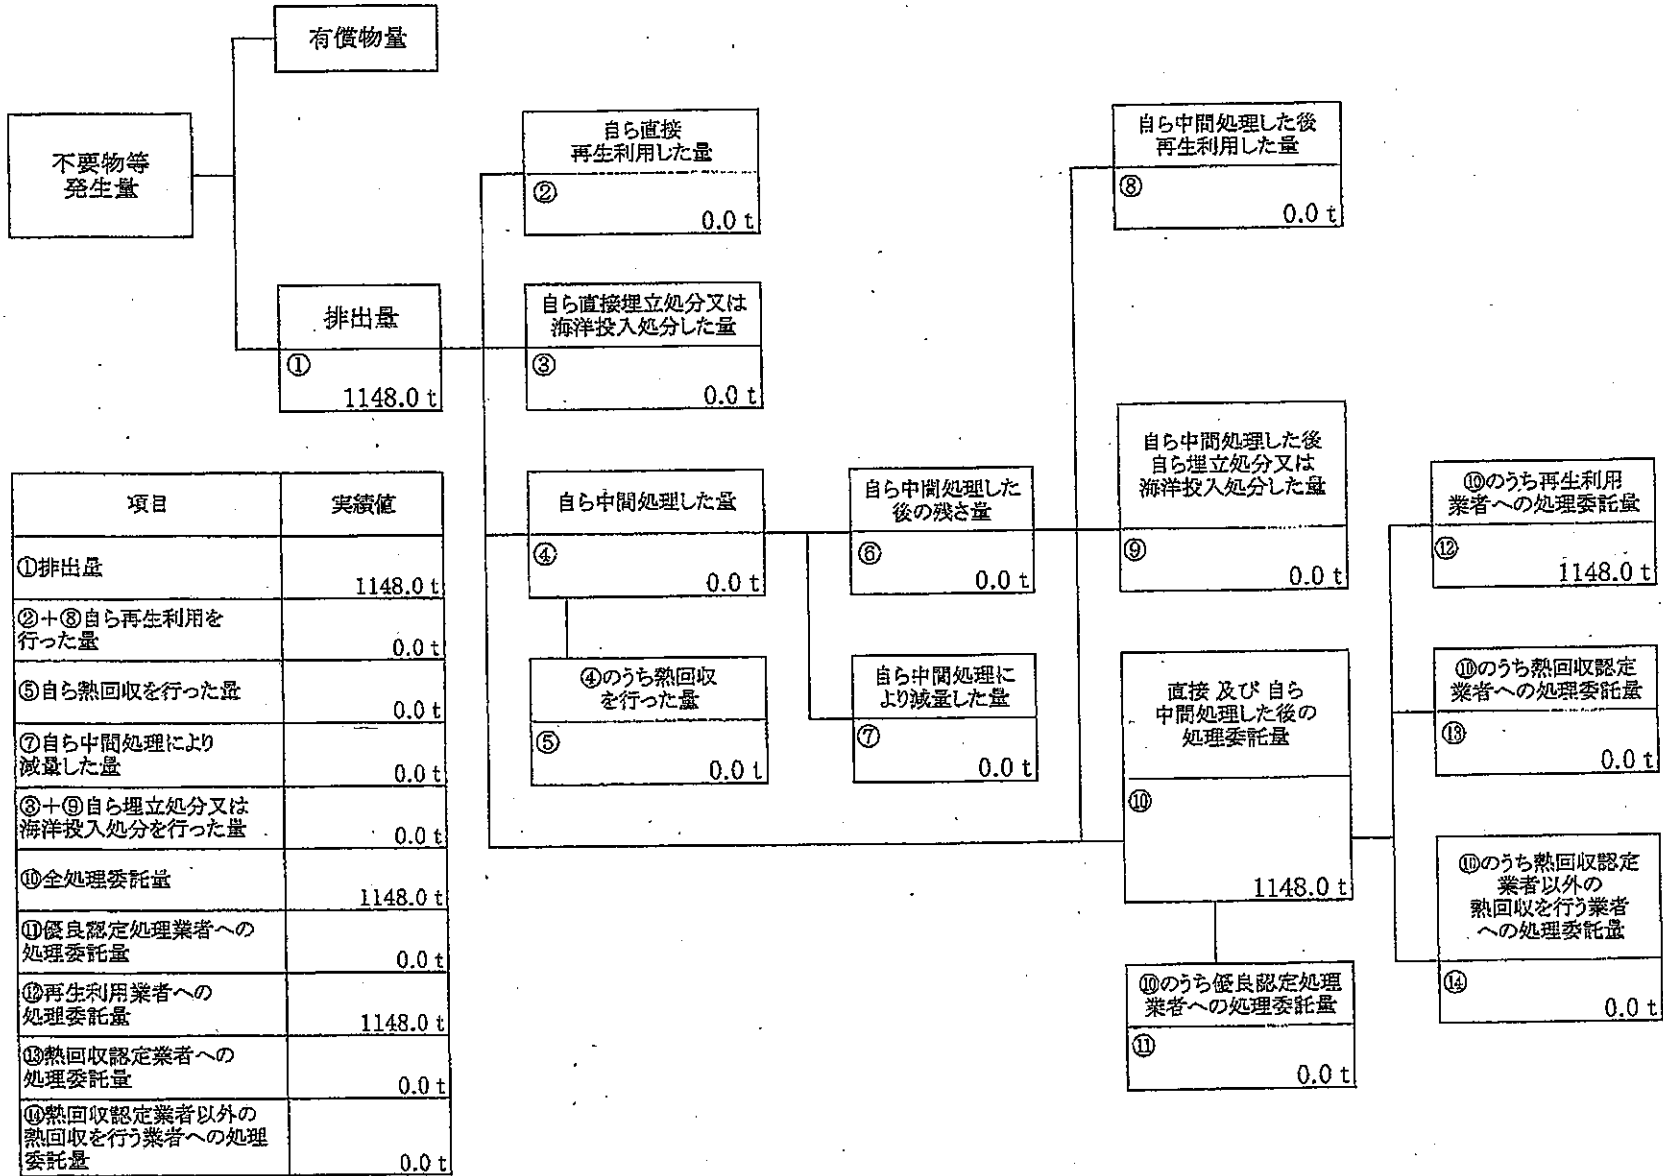 有償物量
不要物等
発生量
排出量
①
1148.0 t
自ら直接
再生利用した量
②
0.0 t
自ら直接埋立処分又は
海洋投入処分した量
③
0.0 t
自ら中間処理した量
④
0.0 t
④のうち熱回収
を行った量
⑤
0.0 t
自ら中間処理した
後の残さ量
⑥
0.0 t
自ら中間処理に
より減量した量
⑦
0.0 t
自ら中間処理した後
再生利用した量
⑧
0.0 t
自ら中間処理した後
自ら埋立処分又は
海洋投入処分した量
⑨
0.0 t
直接 及び 自ら
中間処理した後の
処理委託量
⑩
1148.0 t
⑩のうち優良認定処理
業者への処理委託量
⑪
0.0 t
⑩のうち再生利用
業者への処理委託量
⑫
1148.0 t
⑩のうち熱回収認定
業者への処理委託量
⑬
0.0 t
⑩のうち熱回収認定
業者以外の
熱回収を行う業者
への処理委託量
⑭
0.0 t
項目 実績値
①排出量
1148.0 t
②+⑧自ら再生利用を
行った量
0.0 t
⑤自ら熱回収を行った量
0.0 t
⑦自ら中間処理により
減量した量
0.0 t
③+⑨自ら埋立処分又は
海洋投入処分を行った量
0.0 t
⑩全処理委託量
1148.0 t
⑪優良認定処理業者への
処理委託量
0.0 t
⑫再生利用業者への
処理委託量
1148.0 t
⑬熱回収認定業者への
処理委託量
0.0 t
⑭熱回収認定業者以外の
熱回収を行う業者への処理
委託量
0.0 t